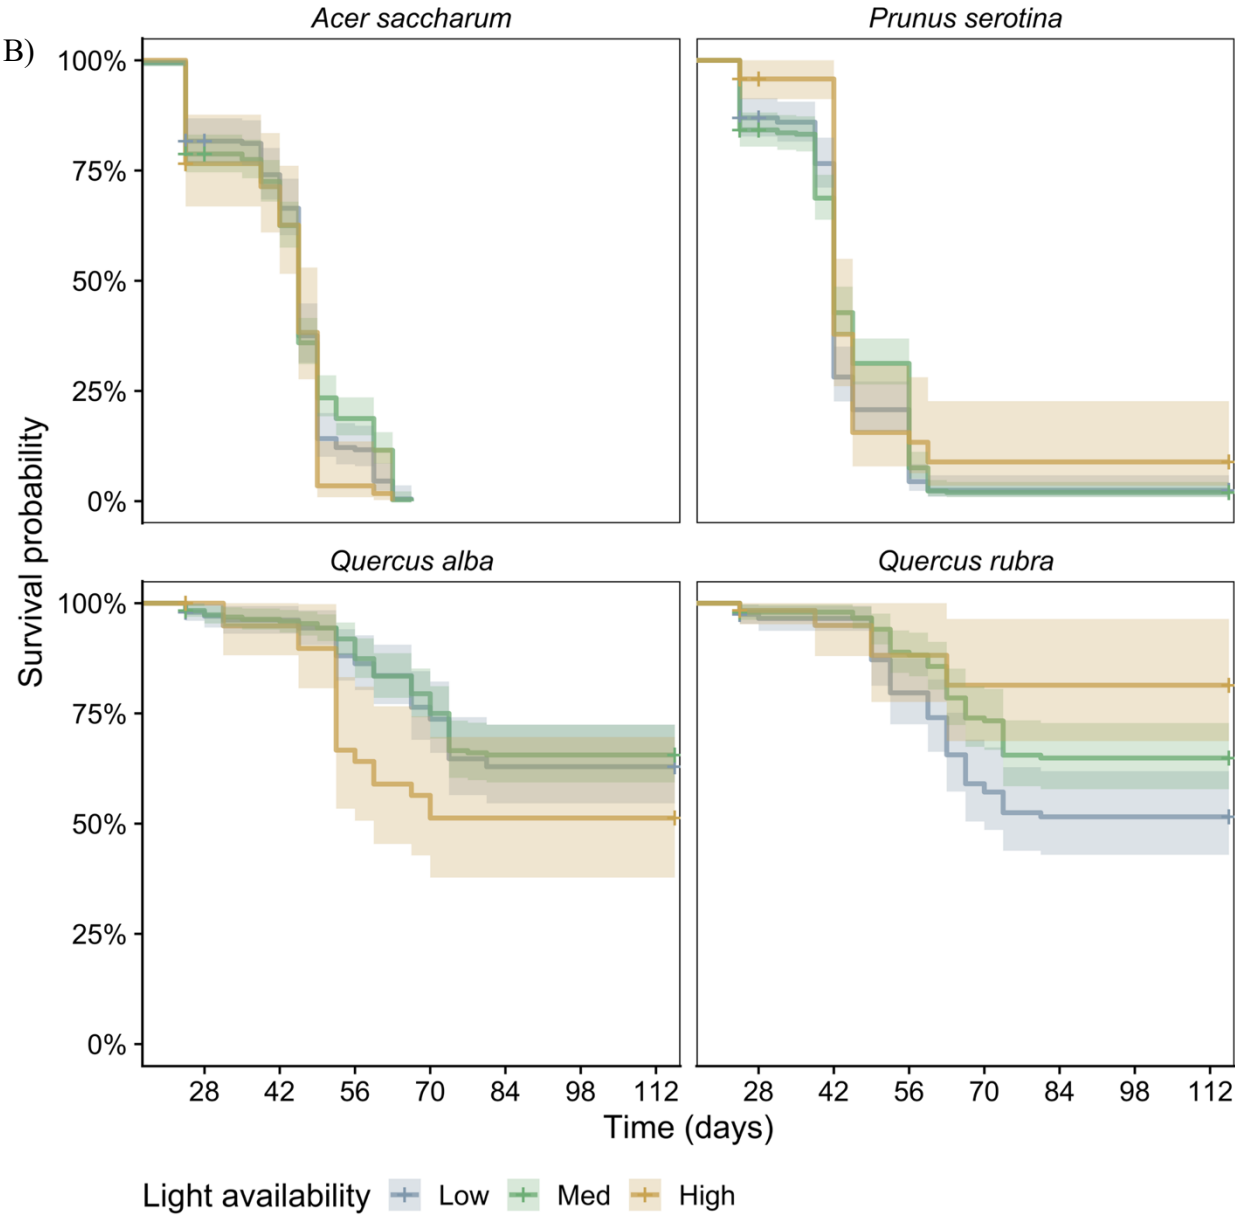 B)
Acer saccharum
Prunus serotina
100%
75%
50%
25%
0%
Survival probability
Quercus alba
Quercus rubra
100%
75%
50%
25%
0%
28 42 56 70 84 98 112
28 42 56 70 84 98 112
Time (days)
Light availability Low Med High